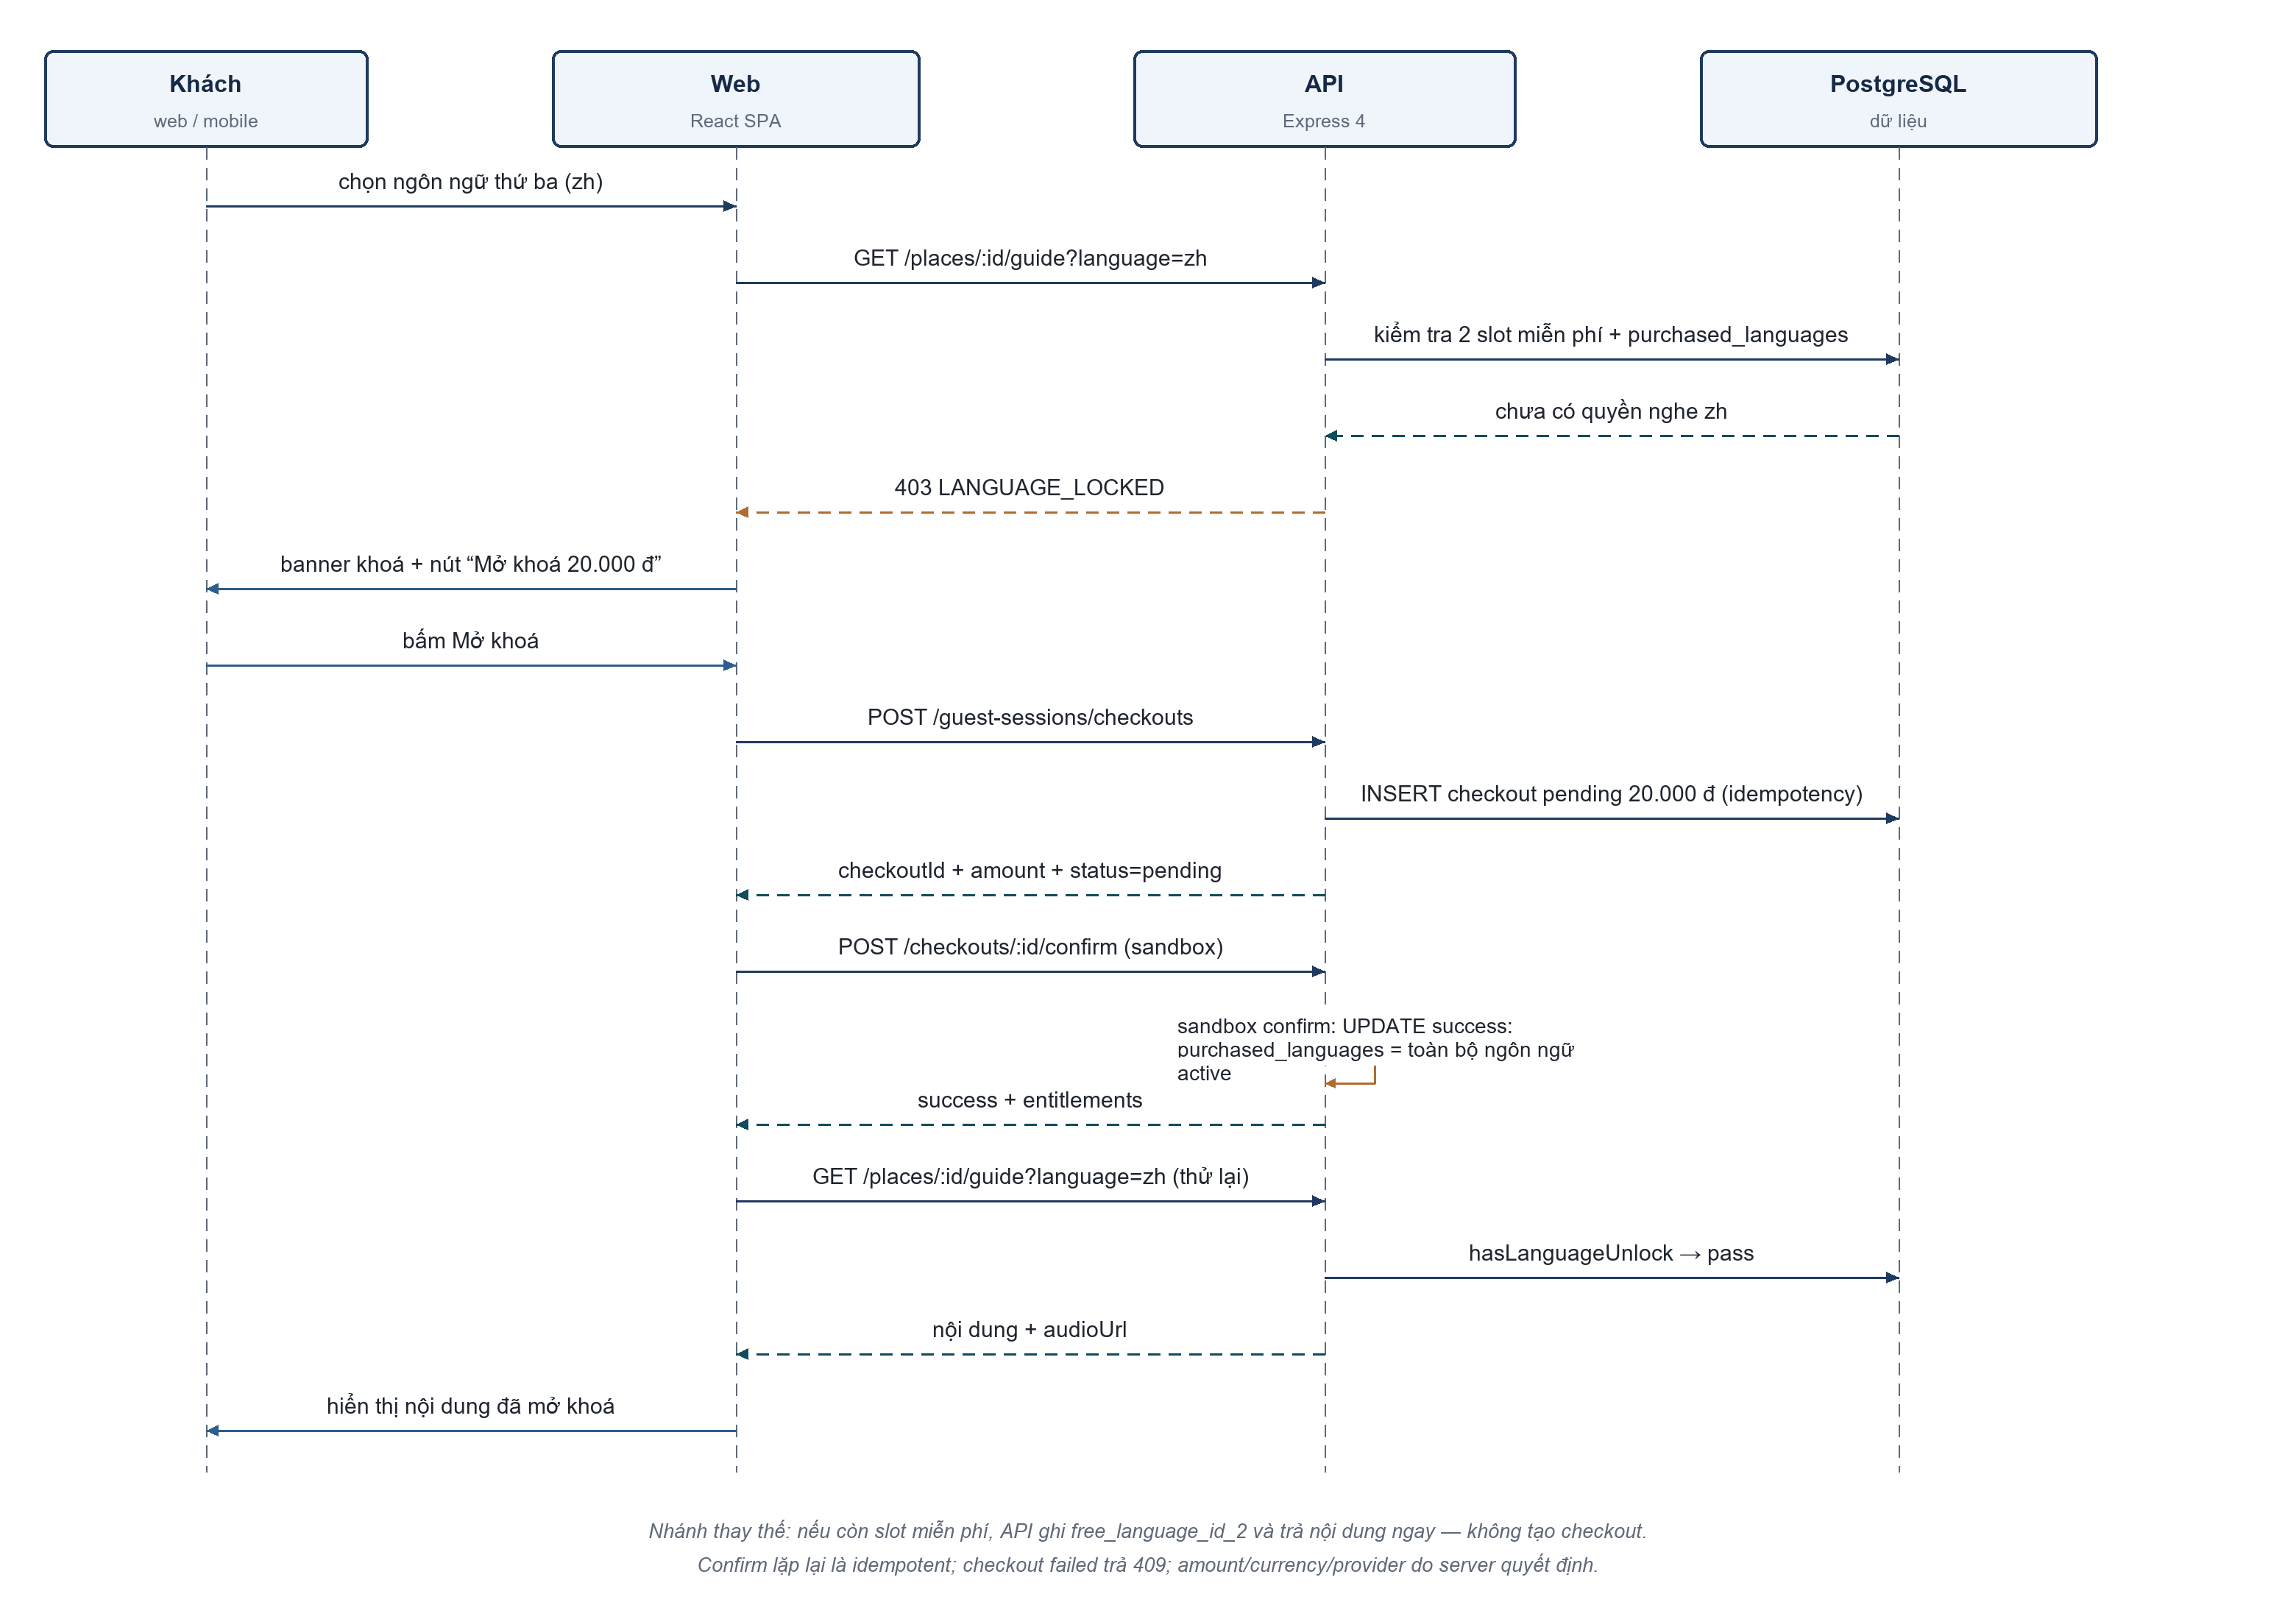 Khách
web / mobile
Web
React SPA
API
Express 4
PostgreSQL
dữ liệu
chọn ngôn ngữ thứ ba (zh)
GET /places/:id/guide?language=zh
kiểm tra 2 slot miễn phí + purchased_languages
chưa có quyền nghe zh
403 LANGUAGE_LOCKED
banner khoá + nút “Mở khoá 20.000 đ”
bấm Mở khoá
POST /guest-sessions/checkouts
INSERT checkout pending 20.000 đ (idempotency)
checkoutId + amount + status=pending
POST /checkouts/:id/confirm (sandbox)
sandbox confirm: UPDATE success:
purchased_languages = toàn bộ ngôn ngữ
active
success + entitlements
GET /places/:id/guide?language=zh (thử lại)
hasLanguageUnlock → pass
nội dung + audioUrl
hiển thị nội dung đã mở khoá
Nhánh thay thế: nếu còn slot miễn phí, API ghi free_language_id_2 và trả nội dung ngay — không tạo checkout.
Confirm lặp lại là idempotent; checkout failed trả 409; amount/currency/provider do server quyết định.